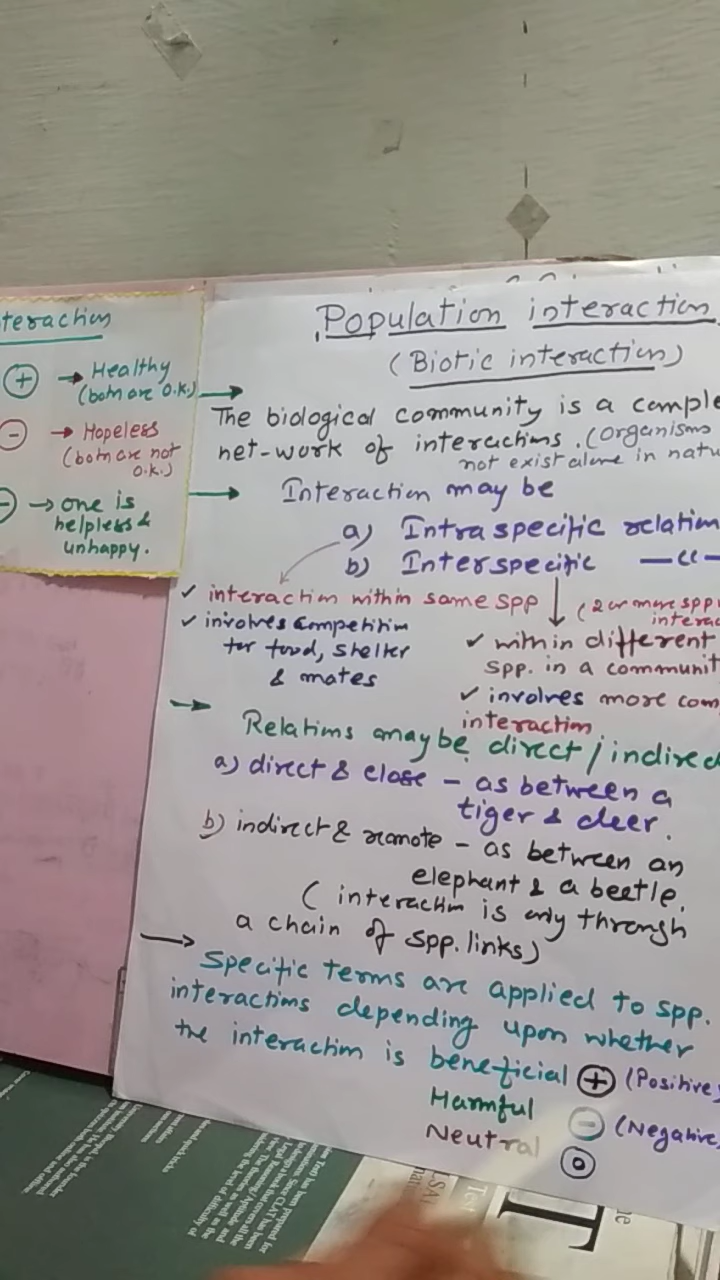 teraction
+ → Healthy
(both are O.K.)
- → Hopeless
(both are not
O.K.)
- → one is
helpless &
unhappy.
Population interaction
(Biotic interaction)
→ The biological community is a comple
net-work of interactions. (organisms
not exist alone in natu
→ Interaction may be
a) Intraspecific relation
b) Interspecific —〃—
✓ interaction within same spp
✓ involves competition
for food, shelter
& mates
(2 or more spp
interac
✓ within different
spp. in a communit
✓ involves more com
interaction
→ Relations may be direct / indirec
a) direct & close - as between a
tiger & deer.
b) indirect & remote - as between an
elephant & a beetle.
( interaction is only through
a chain of spp. links)
→ Specific terms are applied to spp.
interactions depending upon whether
the interaction is beneficial + (Positive)
Harmful - (Negative)
Neutral 0
T